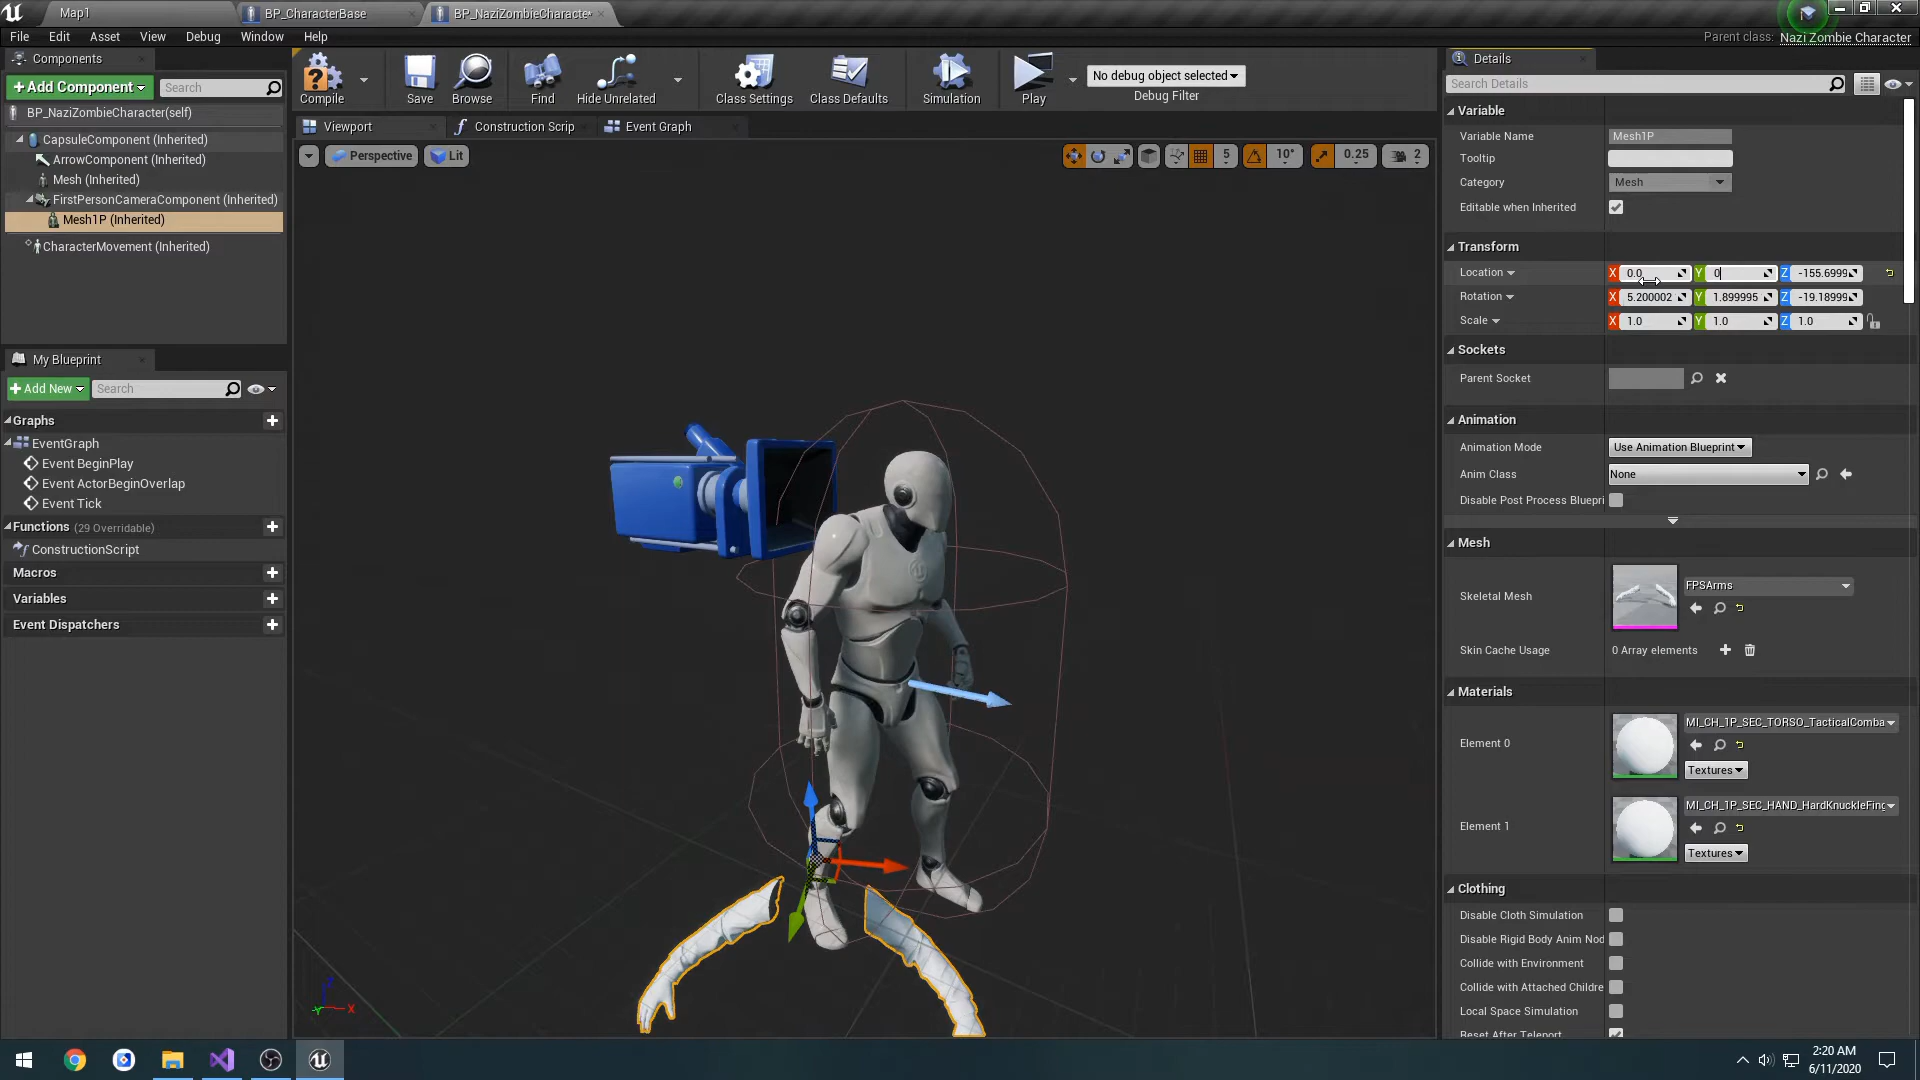 Map1
BP_CharacterBase
BP_NaziZombieCharacte*
File
Edit
Asset
View
Debug
Window
Help
Parent class: Nazi Zombie Character
Components
Add Component
Search
BP_NaziZombieCharacter(self)
CapsuleComponent (Inherited)
ArrowComponent (Inherited)
Mesh (Inherited)
FirstPersonCameraComponent (Inherited)
Mesh1P (Inherited)
CharacterMovement (Inherited)
My Blueprint
Add New
Search
Graphs
EventGraph
Event BeginPlay
Event ActorBeginOverlap
Event Tick
Functions (29 Overridable)
ConstructionScript
Macros
Variables
Event Dispatchers
Compile
Save
Browse
Find
Hide Unrelated
Class Settings
Class Defaults
Simulation
Play
No debug object selected
Debug Filter
Viewport
Construction Scrip
Event Graph
Perspective
Lit
5
10°
0.25
2
X
Details
Search Details
Variable
Variable Name
Mesh1P
Tooltip
Category
Mesh
Editable when Inherited
Transform
Location
X 0.0
Y 0
Z -155.6999
Rotation
X 5.200002
Y 1.899995
Z -19.18999
Scale
X 1.0
Y 1.0
Z 1.0
Sockets
Parent Socket
Animation
Animation Mode
Use Animation Blueprint
Anim Class
None
Disable Post Process Bluepri
Mesh
Skeletal Mesh
FPSArms
Skin Cache Usage
0 Array elements
Materials
Element 0
MI_CH_1P_SEC_TORSO_TacticalComba
Textures
Element 1
MI_CH_1P_SEC_HAND_HardKnuckleFing
Textures
Clothing
Disable Cloth Simulation
Disable Rigid Body Anim Nod
Collide with Environment
Collide with Attached Childre
Local Space Simulation
Reset After Teleport
2:20 AM
6/11/2020